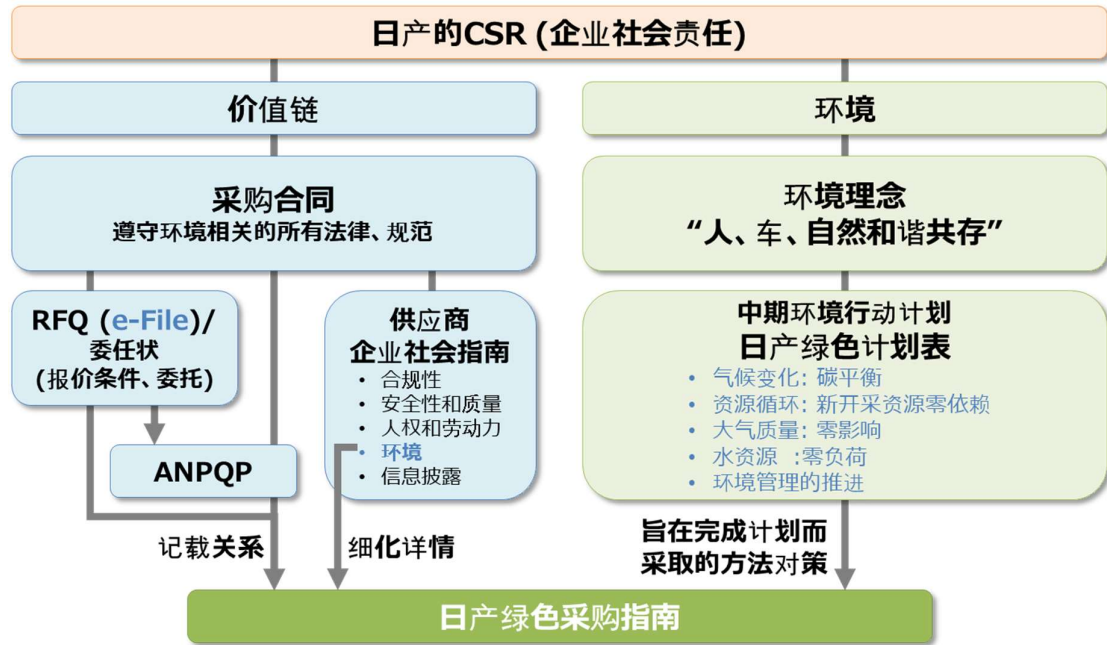 日产的CSR (企业社会责任)
价值链
采购合同
遵守环境相关的所有法律、规范
RFQ (e-File)/
委任状
(报价条件、委托)
ANPQP
供应商
企业社会指南
• 合规性
• 安全性和质量
• 人权和劳动力
• 环境
• 信息披露
记载关系
细化详情
环境
环境理念
“人、车、自然和谐共存”
中期环境行动计划
日产绿色计划表
• 气候变化: 碳平衡
• 资源循环: 新开采资源零依赖
• 大气质量: 零影响
• 水资源 :零负荷
• 环境管理的推进
旨在完成计划而
采取的方法对策
日产绿色采购指南